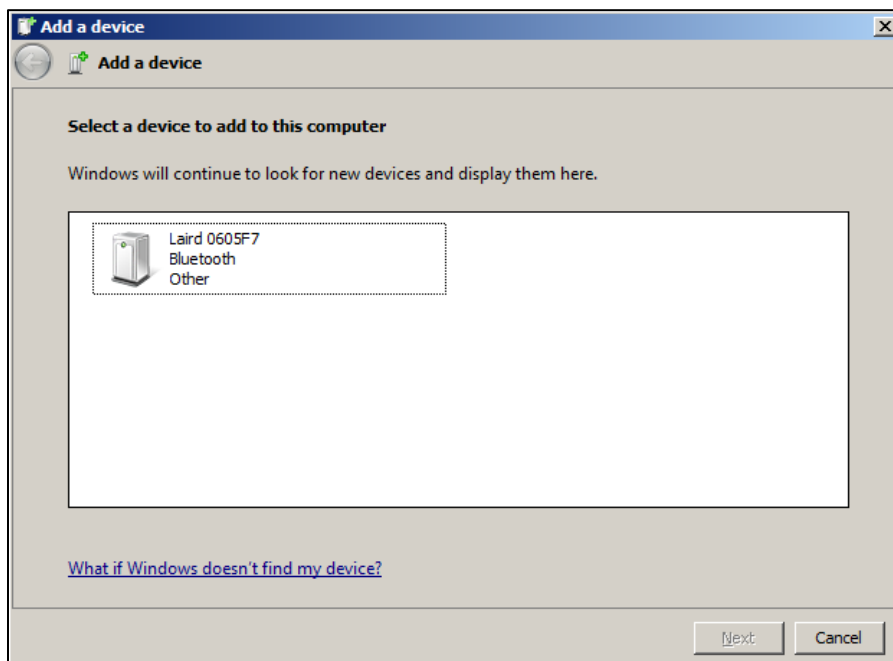 Add a device
Add a device
Select a device to add to this computer
Windows will continue to look for new devices and display them here.
Laird 0605F7
Bluetooth
Other
What if Windows doesn't find my device?
Next
Cancel